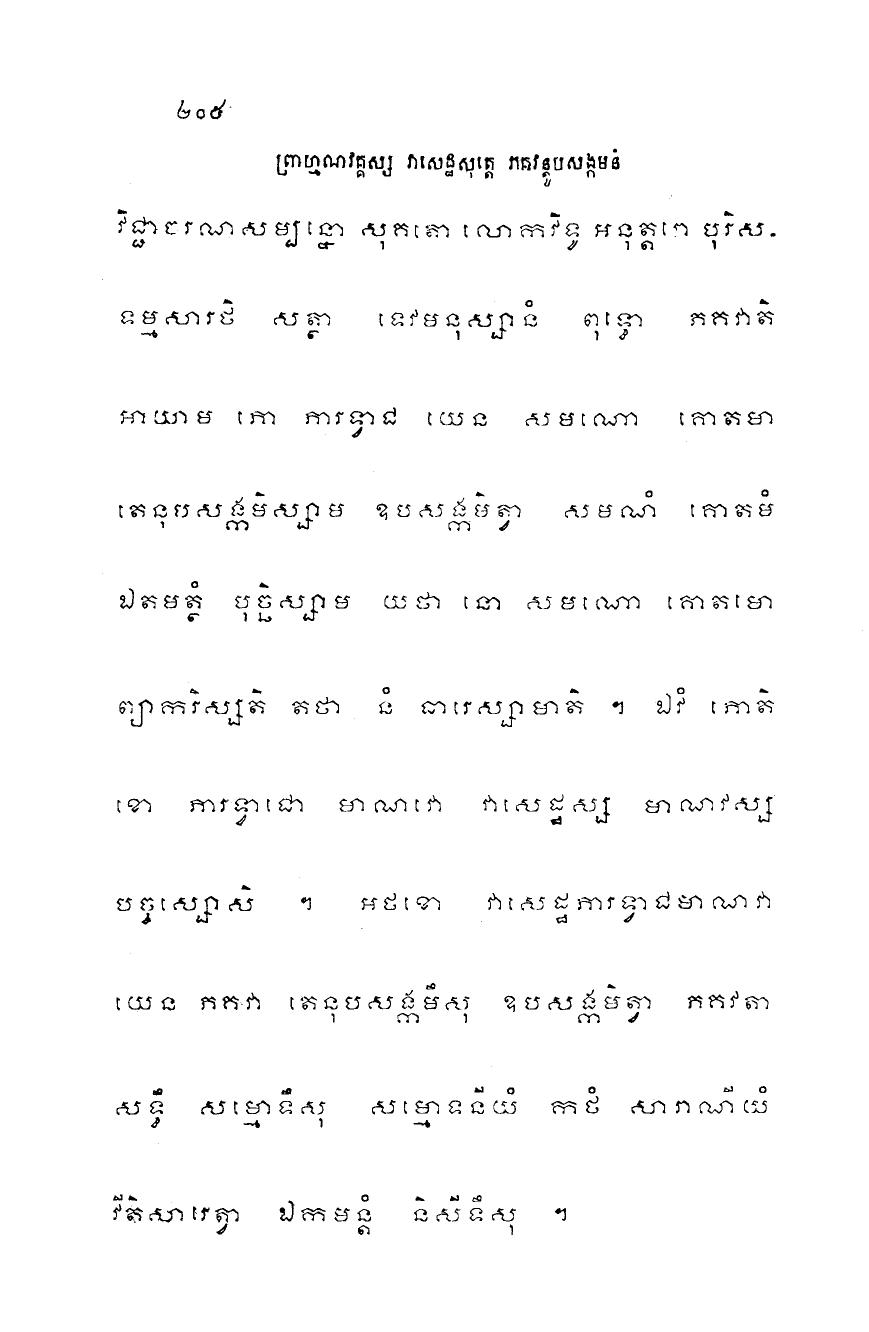 ២០៥
ព្រាហ្មណវគ្គស្ស វាសេដ្ឋសុត្តេ ភគវន្តូបសង្កមនំ
វិជ្ជាចរណសម្បន្នោ សុគតោ លោកវិទូ អនុត្តរោ បុរិស-
ទម្មសារថិ សត្ថា ទេវមនុស្សានំ ពុទ្ធោ ភគវាតិ
អាយាម ភោ ភារទ្វាជ យេន សមណោ គោតមោ
តេនុបសង្កមិស្សាម ឧបសង្កមិត្វា សមណំ គោតមំ
ឯតមត្ថំ បុច្ឆិស្សាម យថា នោ សមណោ គោតមោ
ព្យាករិស្សតិ តថា នំ ធារេស្សាមាតិ ។ ឯវំ ភោតិ
ខោ ភារទ្វាជោ មាណវោ វាសេដ្ឋស្ស មាណវស្ស
បច្ចស្សោសិ ។ អថខោ វាសេដ្ឋភារទ្វាជមាណវា
យេន ភគវា តេនុបសង្កមឹសុ ឧបសង្កមិត្វា ភគវតា
សទ្ធឹ សម្មោទឹសុ សម្មោទនីយំ កថំ សារាណីយំ
វីតិសារេត្វា ឯកមន្តំ និសីទឹសុ ។